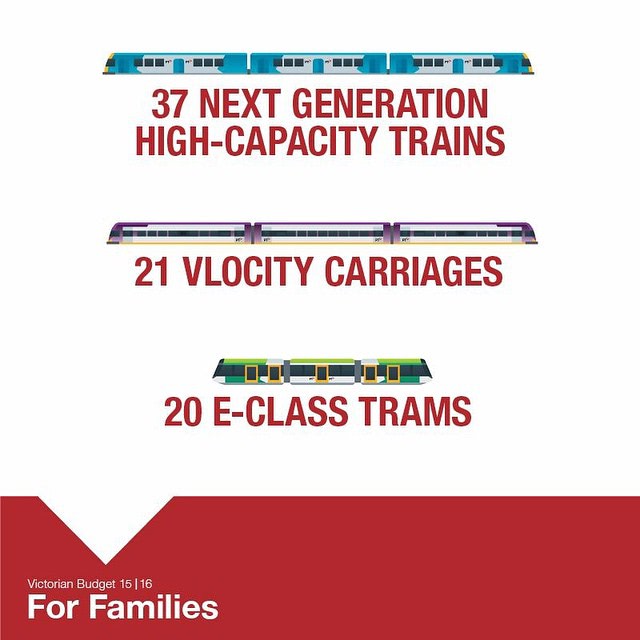 37 NEXT GENERATION
HIGH-CAPACITY TRAINS
21 VLOCITY CARRIAGES
20 E-CLASS TRAMS
Victorian Budget 15|16
For Families